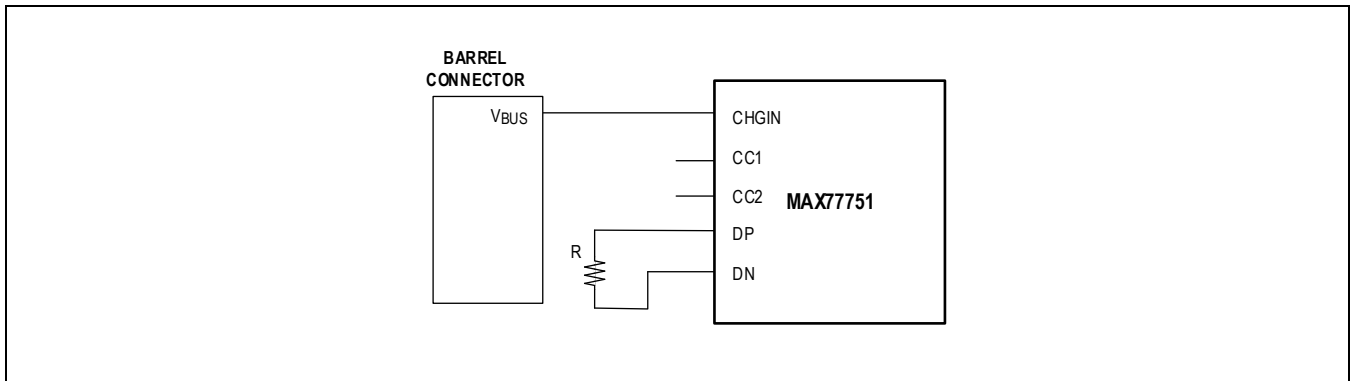 BARREL
CONNECTOR
VBUS
CHGIN
CC1
CC2
MAX77751
DP
R
DN